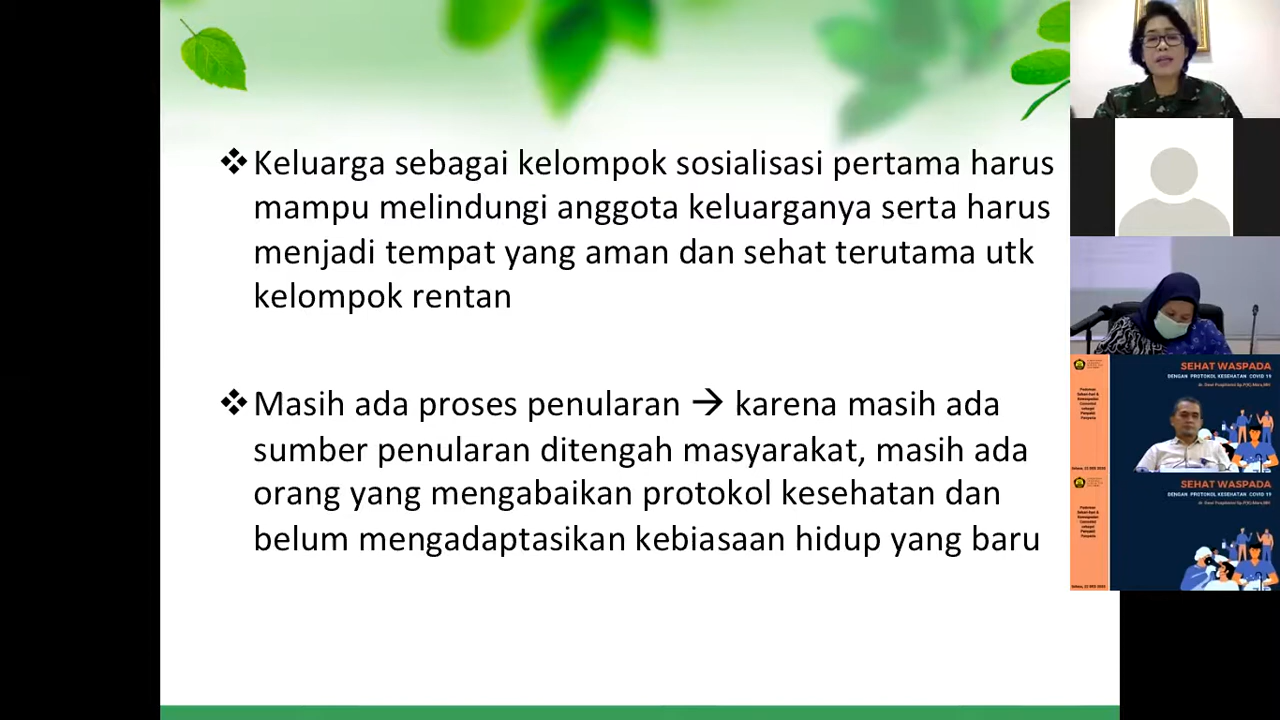 ❖Keluarga sebagai kelompok sosialisasi pertama harus
mampu melindungi anggota keluarganya serta harus
menjadi tempat yang aman dan sehat terutama utk
kelompok rentan
❖Masih ada proses penularan → karena masih ada
sumber penularan ditengah masyarakat, masih ada
orang yang mengabaikan protokol kesehatan dan
belum mengadaptasikan kebiasaan hidup yang baru
SEHAT WASPADA
DENGAN PROTOKOL KESEHATAN COVID 19
SEHAT WASPADA
DENGAN PROTOKOL KESEHATAN COVID 19